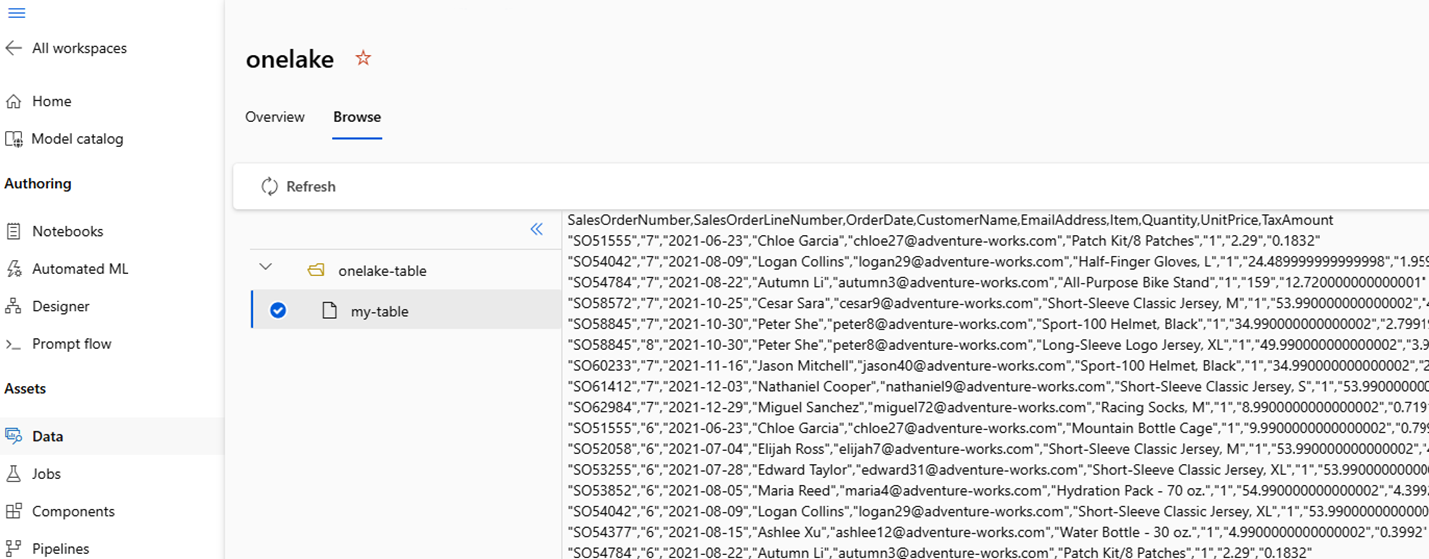 All workspaces
Home
Model catalog
Authoring
Notebooks
Automated ML
Designer
Prompt flow
Assets
Data
Jobs
Components
Pipelines
onelake
Overview
Browse
Refresh
onelake-table
my-table
SalesOrderNumber,SalesOrderLineNumber,OrderDate,CustomerName,EmailAddress,Item,Quantity,UnitPrice,TaxAmount
"SO51555","7","2021-06-23","Chloe Garcia","chloe27@adventure-works.com","Patch Kit/8 Patches","1","2.29","0.1832"
"SO54042","7","2021-08-09","Logan Collins","logan29@adventure-works.com","Half-Finger Gloves, L","1","24.489999999999998","1.959
"SO54784","7","2021-08-22","Autumn Li","autumn3@adventure-works.com","All-Purpose Bike Stand","1","159","12.720000000000001"
"SO58572","7","2021-10-25","Cesar Sara","cesar9@adventure-works.com","Short-Sleeve Classic Jersey, M","1","53.990000000000002","4
"SO58845","7","2021-10-30","Peter She","peter8@adventure-works.com","Sport-100 Helmet, Black","1","34.990000000000002","2.7991
"SO58845","8","2021-10-30","Peter She","peter8@adventure-works.com","Long-Sleeve Logo Jersey, XL","1","49.990000000000002","3.9
"SO60233","7","2021-11-16","Jason Mitchell","jason40@adventure-works.com","Sport-100 Helmet, Black","1","34.990000000000002","2
"SO61412","7","2021-12-03","Nathaniel Cooper","nathaniel9@adventure-works.com","Short-Sleeve Classic Jersey, S","1","53.990000000
"SO62984","7","2021-12-29","Miguel Sanchez","miguel72@adventure-works.com","Racing Socks, M","1","8.9900000000000002","0.719
"SO51555","6","2021-06-23","Chloe Garcia","chloe27@adventure-works.com","Mountain Bottle Cage","1","9.9900000000000002","0.799
"SO52058","6","2021-07-04","Elijah Ross","elijah7@adventure-works.com","Short-Sleeve Classic Jersey, M","1","53.990000000000002","4
"SO53255","6","2021-07-28","Edward Taylor","edward31@adventure-works.com","Short-Sleeve Classic Jersey, XL","1","53.990000000000
"SO53852","6","2021-08-05","Maria Reed","maria4@adventure-works.com","Hydration Pack - 70 oz.","1","54.990000000000002","4.3992
"SO54042","6","2021-08-09","Logan Collins","logan29@adventure-works.com","Short-Sleeve Classic Jersey, XL","1","53.9900000000000
"SO54377","6","2021-08-15","Ashlee Xu","ashlee12@adventure-works.com","Water Bottle - 30 oz.","1","4.9900000000000002","0.3992'
"SO54784","6","2021-08-22","Autumn Li","autumn3@adventure-works.com","Patch Kit/8 Patches","1","2.29","0.1832"